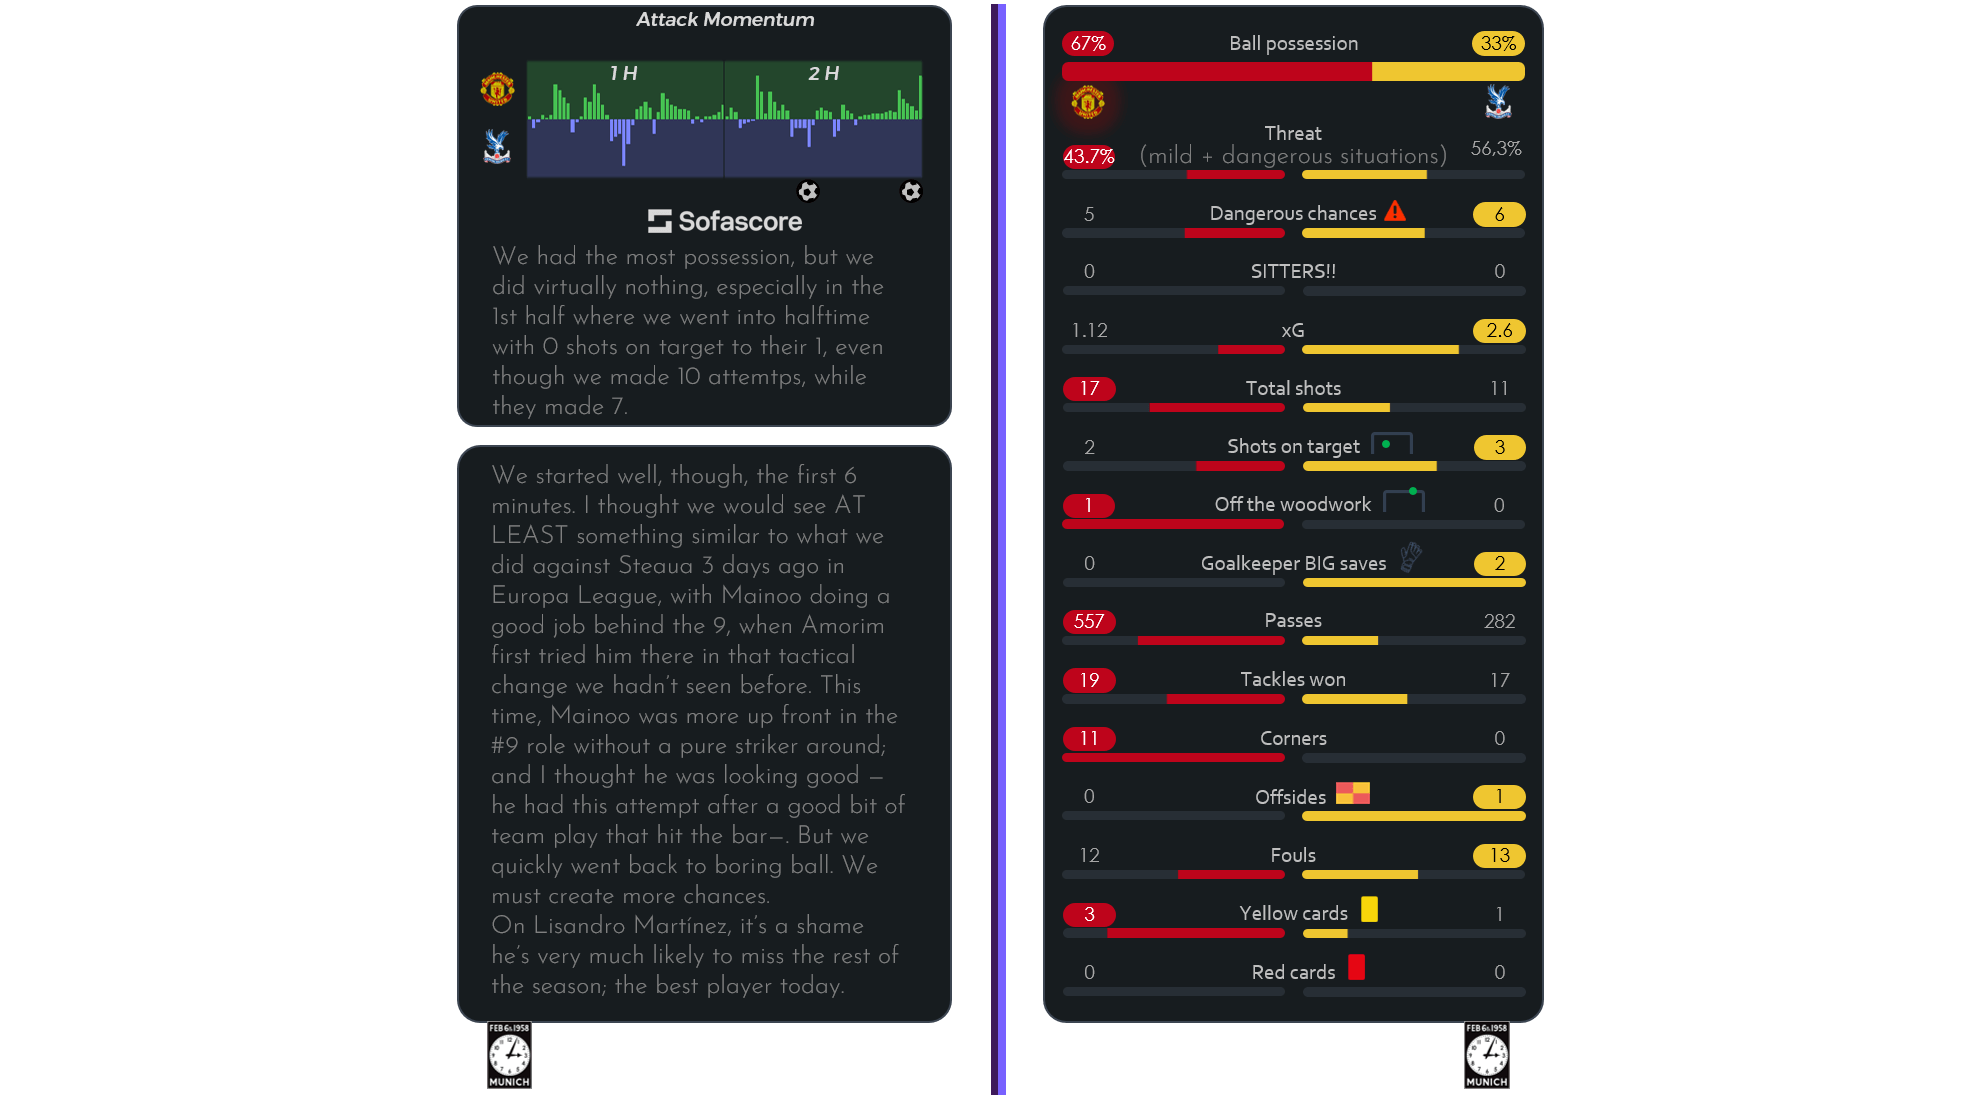 Attack Momentum
1 H
2 H
Sofascore
We had the most possession, but we
did virtually nothing, especially in the
1st half where we went into halftime
with 0 shots on target to their 1, even
though we made 10 attemtps, while
they made 7.
We started well, though, the first 6
minutes. I thought we would see AT
LEAST something similar to what we
did against Steaua 3 days ago in
Europa League, with Mainoo doing a
good job behind the 9, when Amorim
first tried him there in that tactical
change we hadn't seen before. This
time, Mainoo was more up front in the
#9 role without a pure striker around;
and I thought he was looking good –
he had this attempt after a good bit of
team play that hit the bar–. But we
quickly went back to boring ball. We
must create more chances.
On Lisandro Martínez, it's a shame
he's very much likely to miss the rest of
the season; the best player today.
FEB 6th 1958
MUNICH
67% Ball possession 33%
Threat
43.7% (mild + dangerous situations) 56,3%
5 Dangerous chances 6
0 SITTERS!! 0
1.12 xG 2.6
17 Total shots 11
2 Shots on target 3
1 Off the woodwork 0
0 Goalkeeper BIG saves 2
557 Passes 282
19 Tackles won 17
11 Corners 0
0 Offsides 1
12 Fouls 13
3 Yellow cards 1
0 Red cards 0
FEB 6th 1958
MUNICH